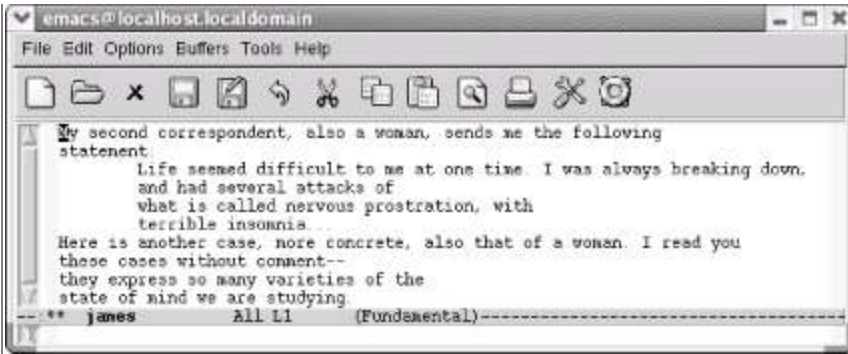 emacs@localhost.localdomain
File Edit Options Buffers Tools Help
My second correspondent, also a woman, sends me the following
statement:
Life seemed difficult to me at one time. I was always breaking down,
and had several attacks of
what is called nervous prostration, with
terrible insomnia...
Here is another case, more concrete, also that of a woman. I read you
these cases without comment--
they express so many varieties of the
state of mind we are studying.
--:** james All L1 (Fundamental)--------------------------------------